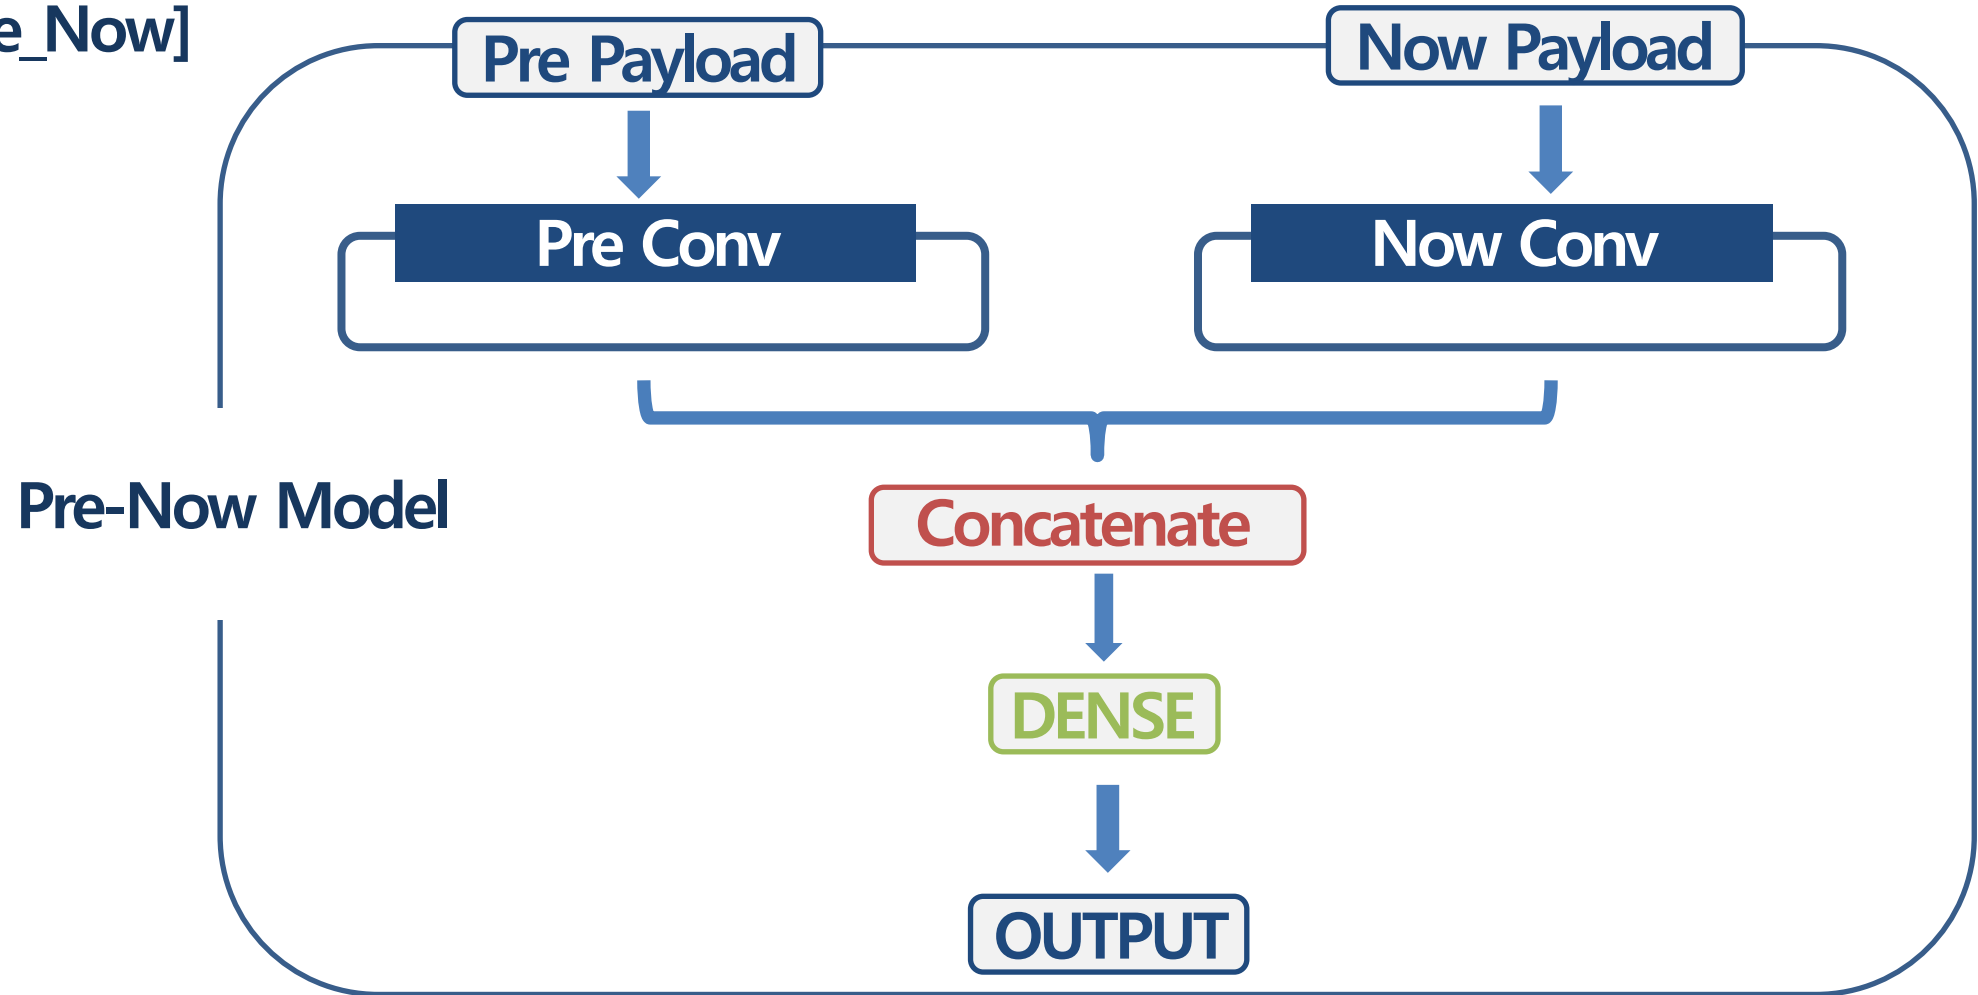 e_Now]
Pre Payload
Now Payload
Pre Conv
Now Conv
Pre-Now Model
Concatenate
DENSE
OUTPUT